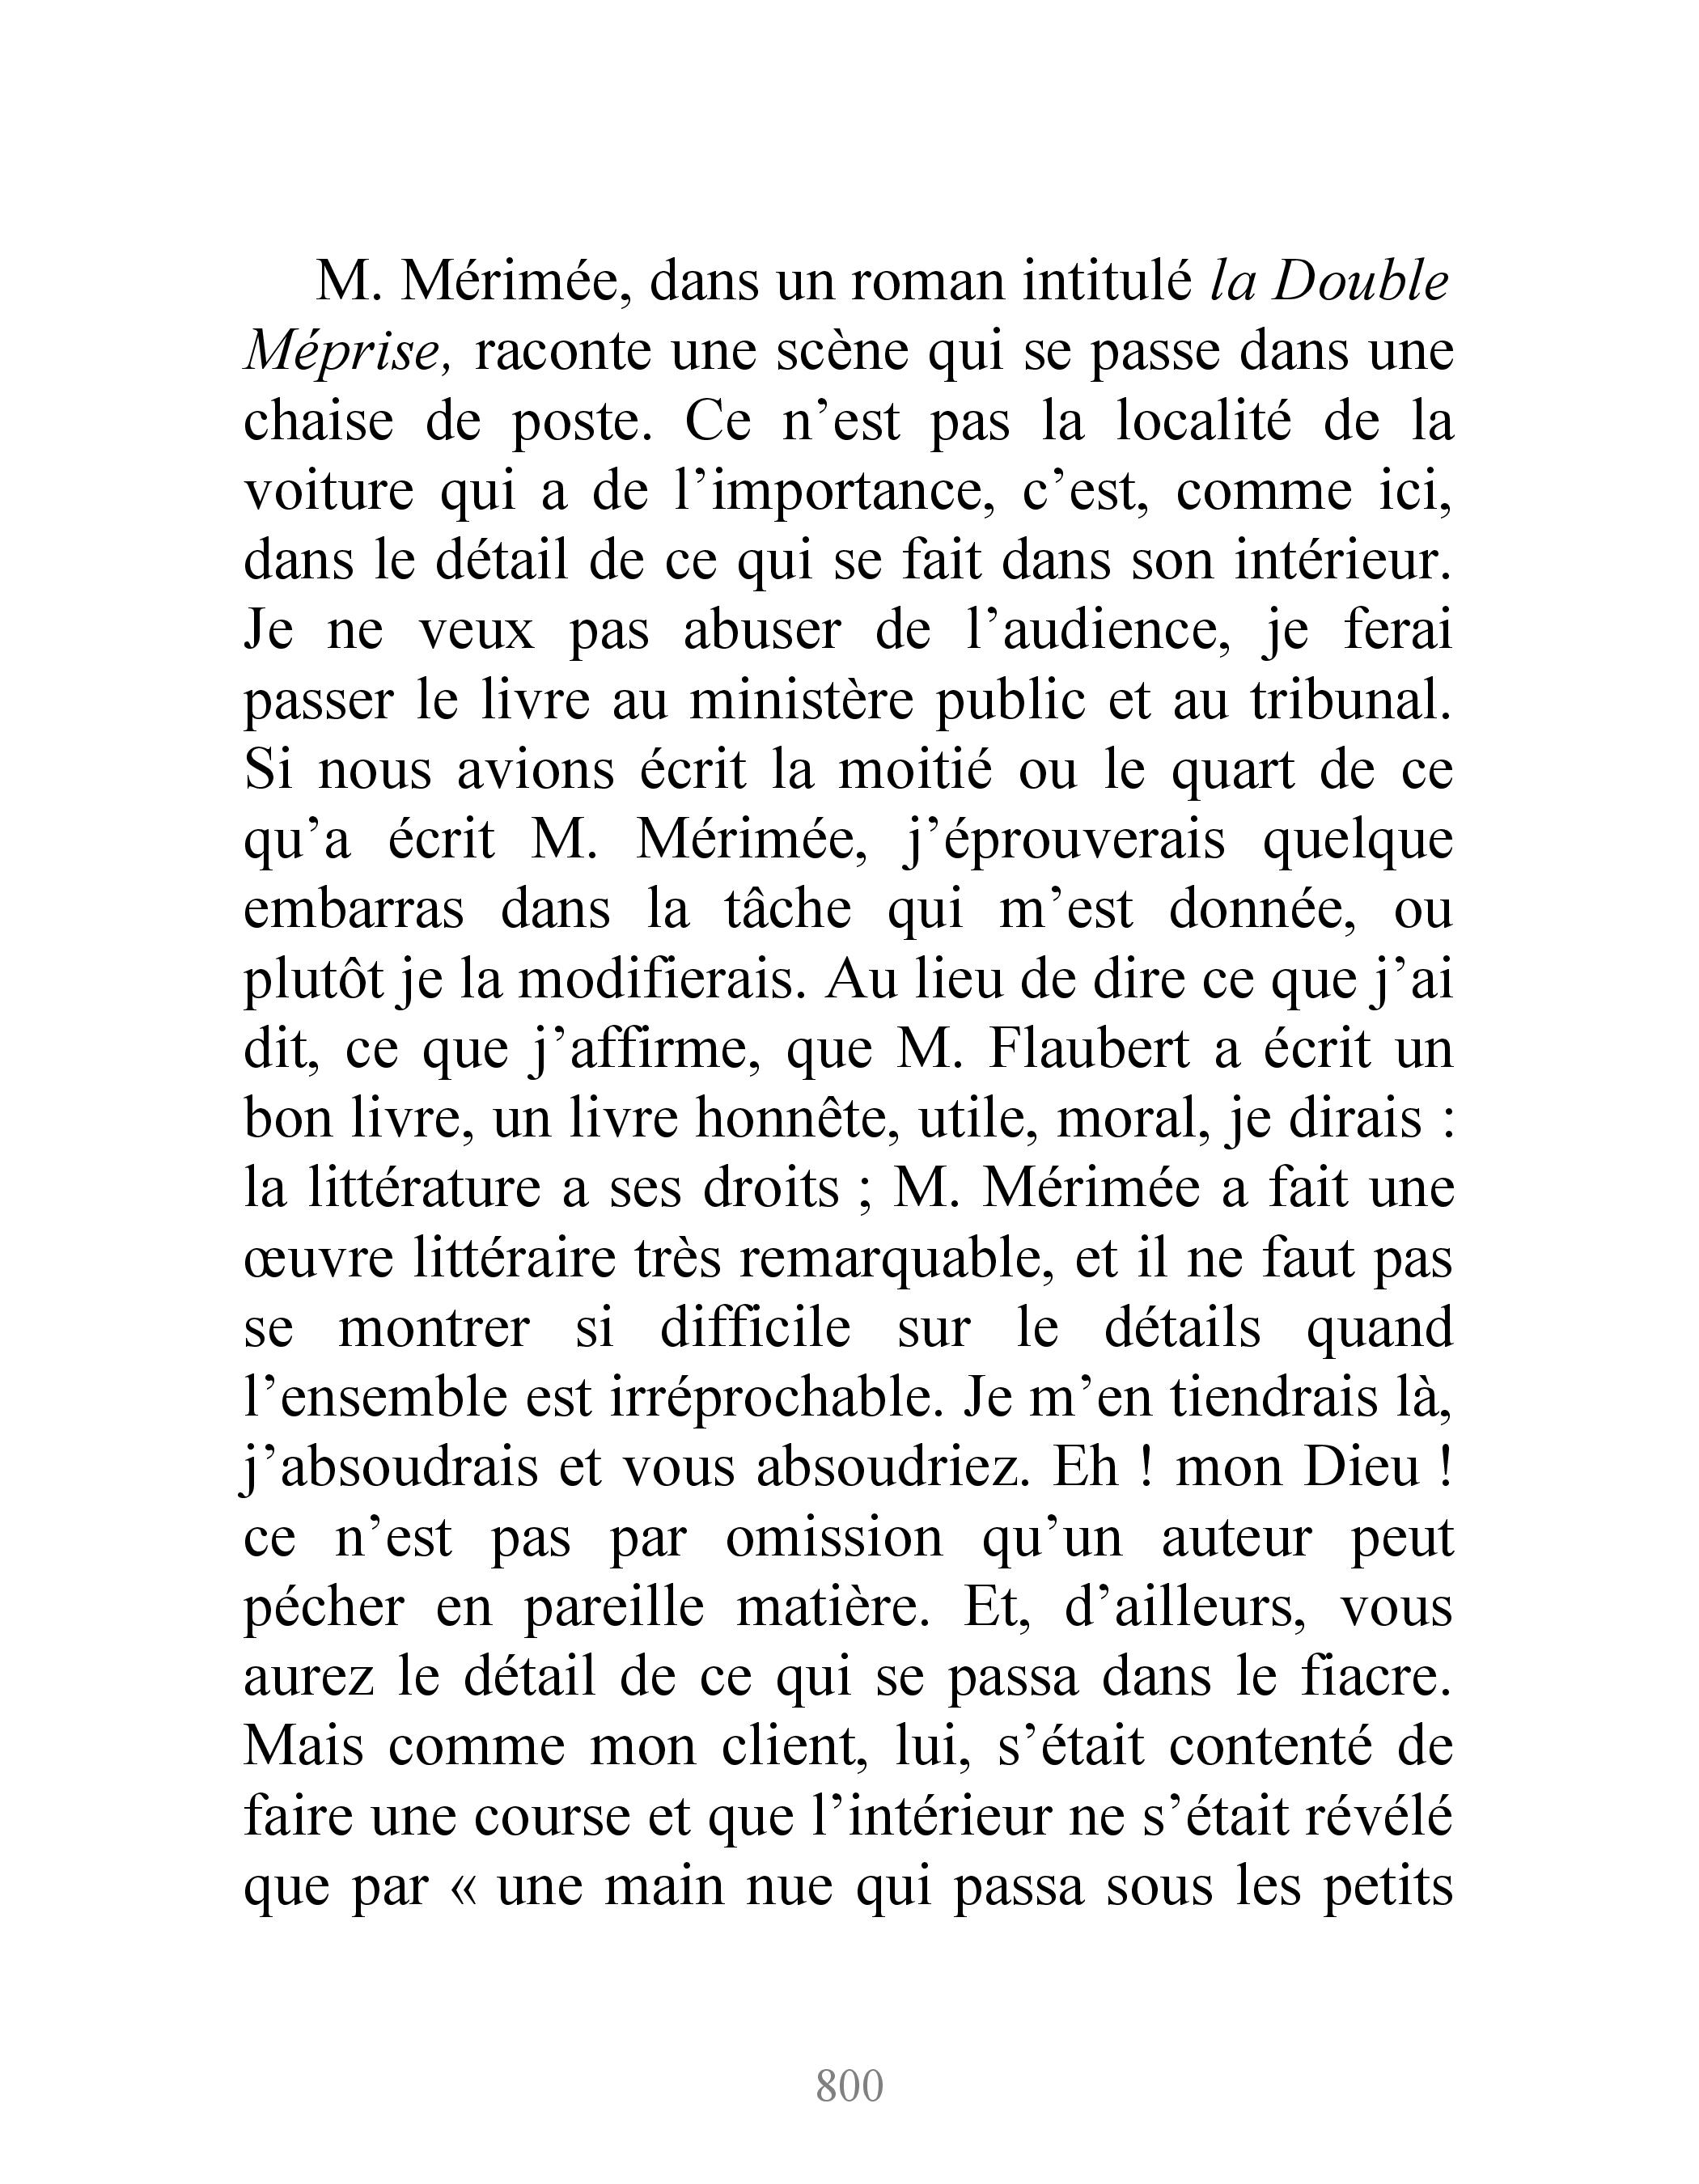 M. Mérimée, dans un roman intitulé la Double
Méprise, raconte une scène qui se passe dans une
chaise de poste. Ce n’est pas la localité de la
voiture qui a de l’importance, c’est, comme ici,
dans le détail de ce qui se fait dans son intérieur.
Je ne veux pas abuser de l’audience, je ferai
passer le livre au ministère public et au tribunal.
Si nous avions écrit la moitié ou le quart de ce
qu’a écrit M. Mérimée, j’éprouverais quelque
embarras dans la tâche qui m’est donnée, ou
plutôt je la modifierais. Au lieu de dire ce que j’ai
dit, ce que j’affirme, que M. Flaubert a écrit un
bon livre, un livre honnête, utile, moral, je dirais :
la littérature a ses droits ; M. Mérimée a fait une
œuvre littéraire très remarquable, et il ne faut pas
se montrer si difficile sur le détails quand
l’ensemble est irréprochable. Je m’en tiendrais là,
j’absoudrais et vous absoudriez. Eh ! mon Dieu !
ce n’est pas par omission qu’un auteur peut
pécher en pareille matière. Et, d’ailleurs, vous
aurez le détail de ce qui se passa dans le fiacre.
Mais comme mon client, lui, s’était contenté de
faire une course et que l’intérieur ne s’était révélé
que par « une main nue qui passa sous les petits
800